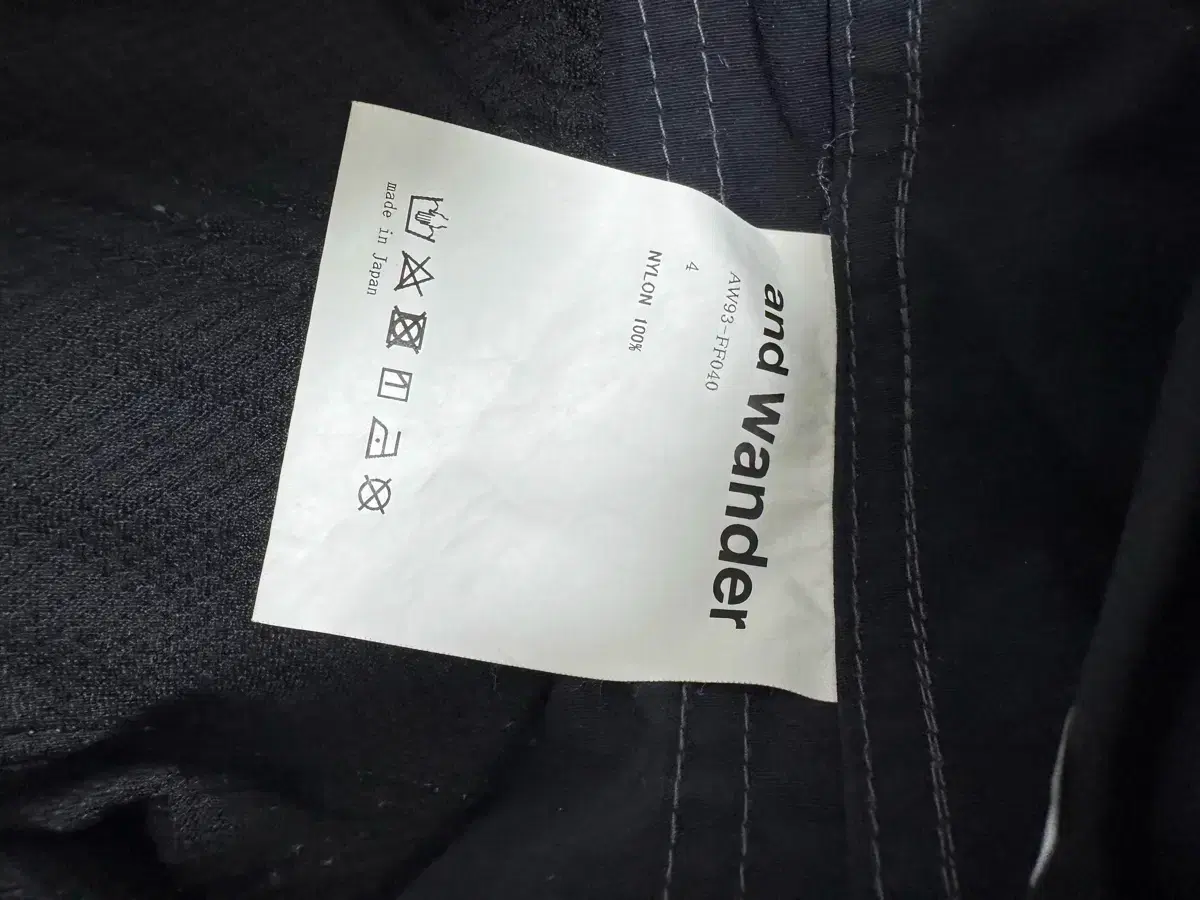 and wander
AW93-FF040
4
NYLON 100%
made in Japan